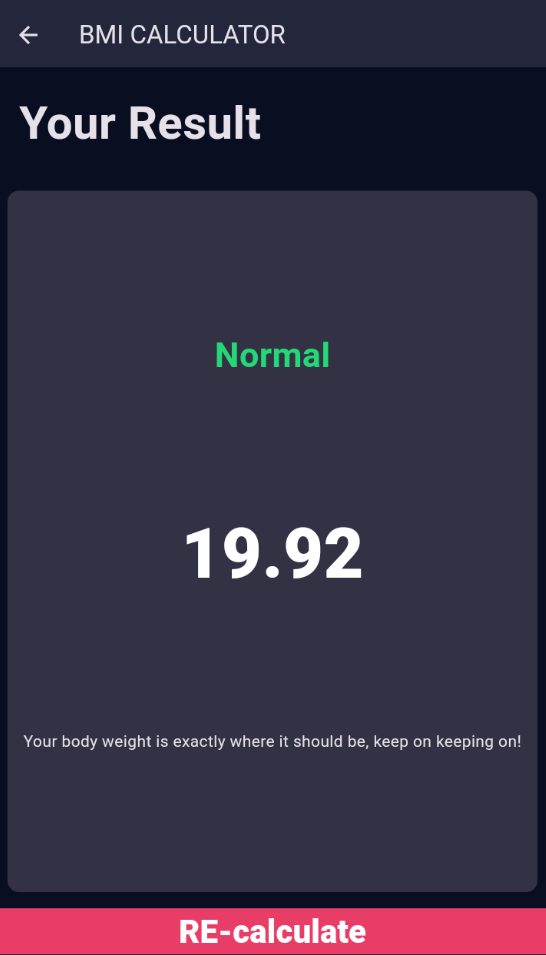 BMI CALCULATOR
Your Result
Normal
19.92
Your body weight is exactly where it should be, keep on keeping on!
RE-calculate